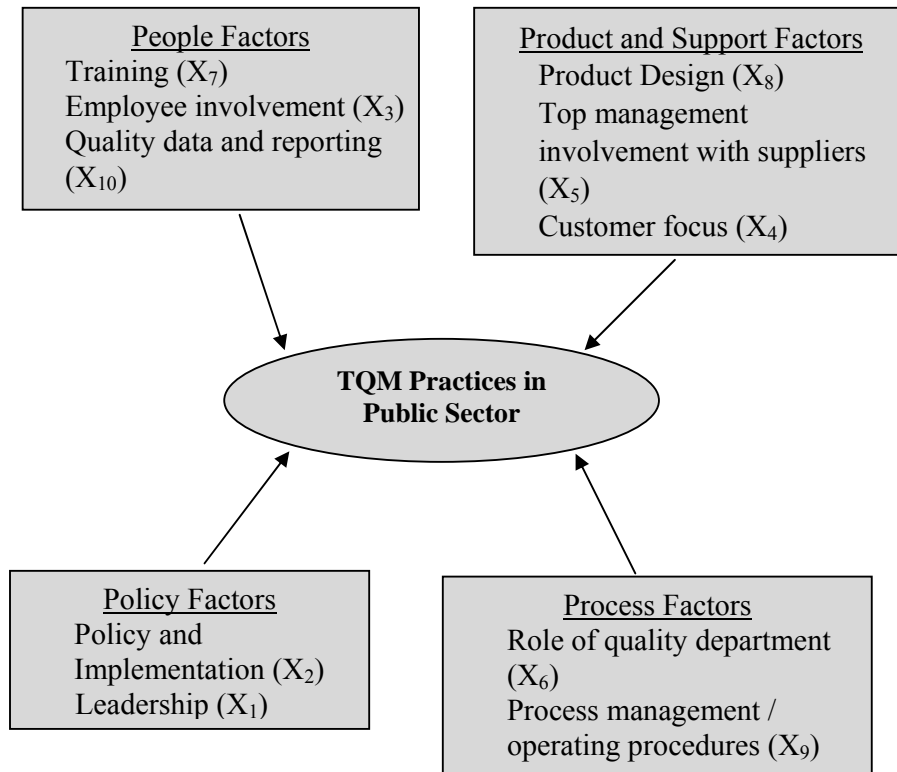 People Factors
Training (X₇)
Employee involvement (X₃)
Quality data and reporting
(X₁₀)
Product and Support Factors
Product Design (X₈)
Top management
involvement with suppliers
(X₅)
Customer focus (X₄)
TQM Practices in
Public Sector
Policy Factors
Policy and
Implementation (X₂)
Leadership (X₁)
Process Factors
Role of quality department
(X₆)
Process management /
operating procedures (X₉)